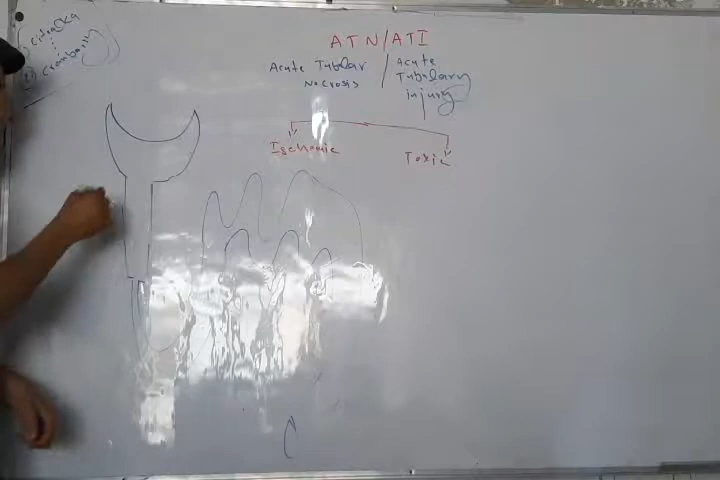 ATN/ATI
Acute Tubular / Acute
Necrosis Tubulary
injury
Ischemic Toxic